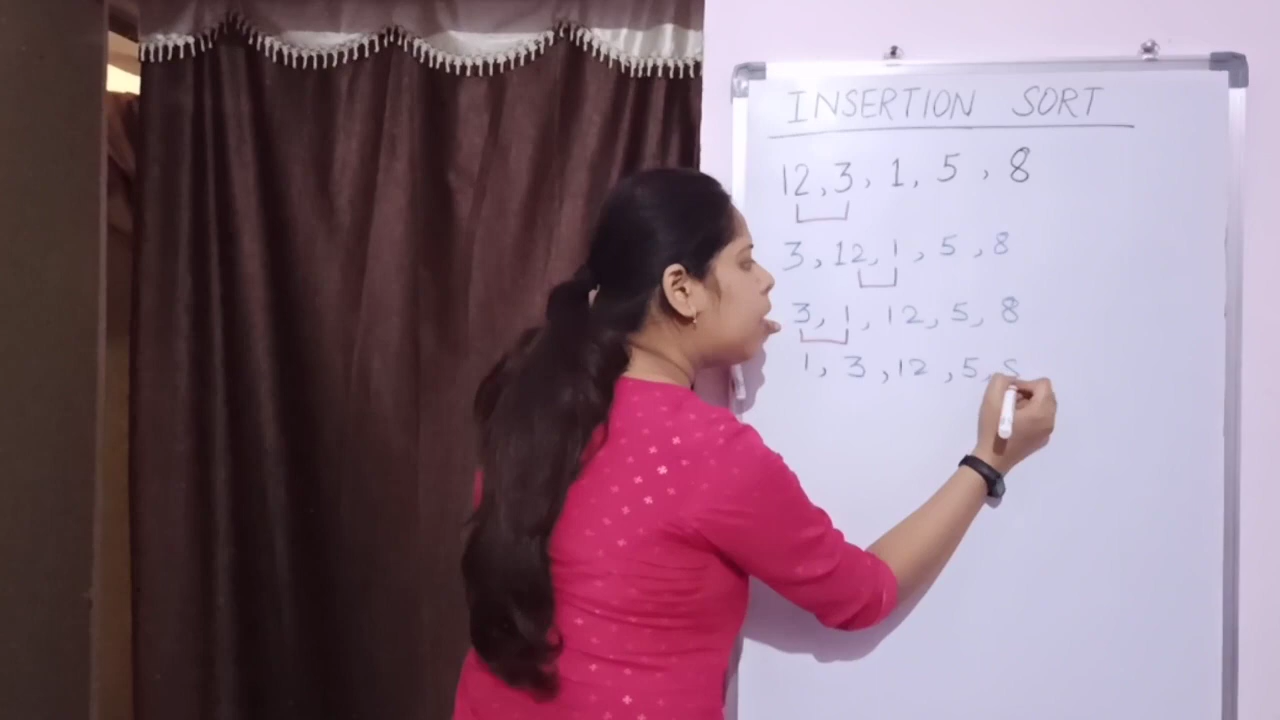 INSERTION SORT
12, 3, 1, 5, 8
3, 12, 1, 5, 8
3, 1, 12, 5, 8
1, 3, 12, 5, 8